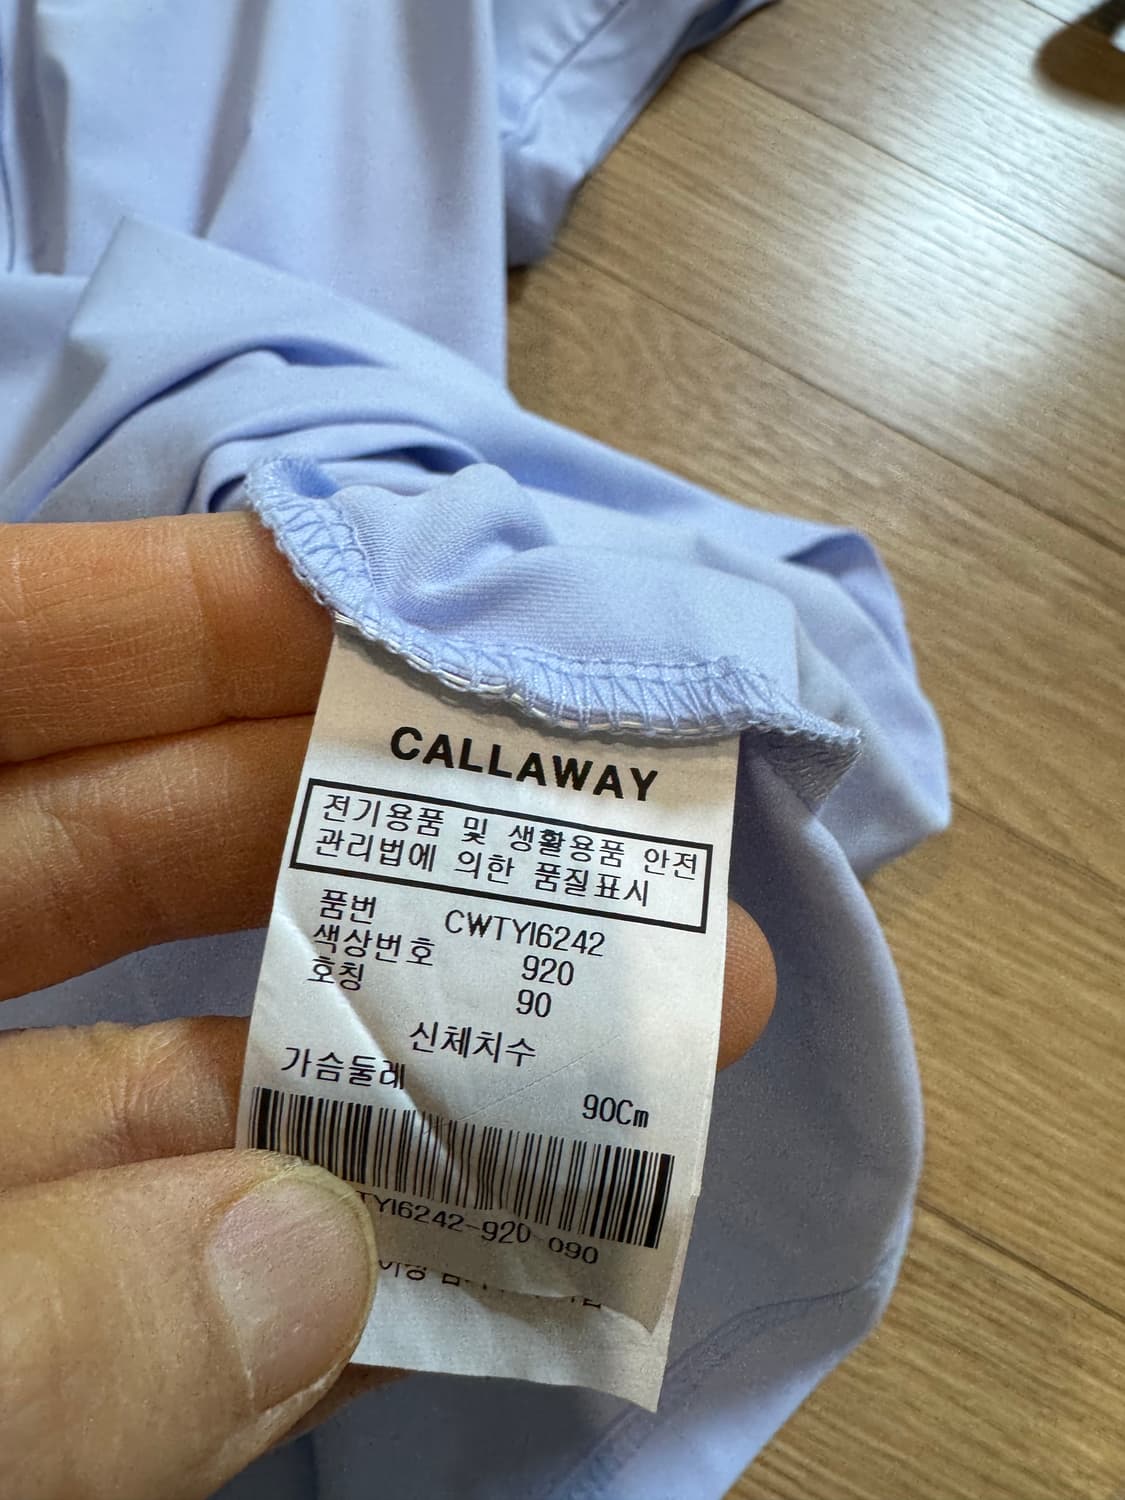 CALLAWAY
전기용품 및 생활용품 안전
관리법에 의한 품질표시
품번 CWTYI6242
색상번호 920
호칭 90
신체치수
가슴둘레
90Cm
TYI6242-920 090